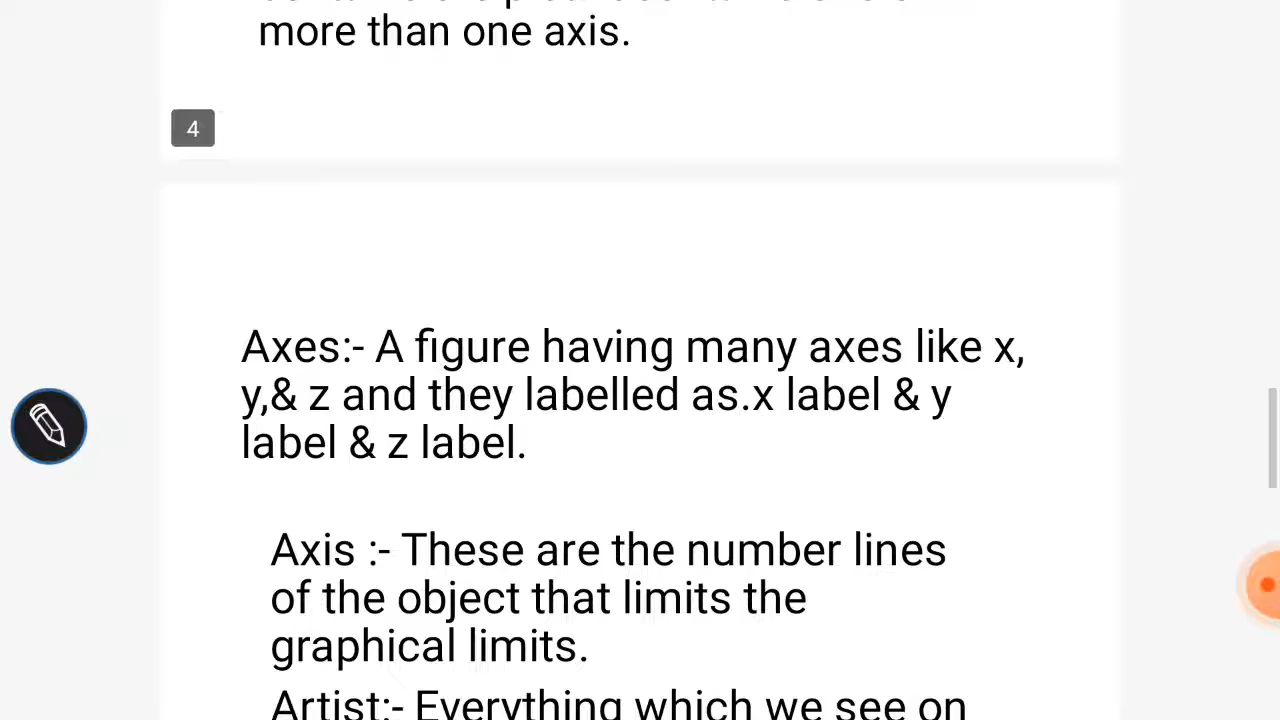 more than one axis.
4
Axes:- A figure having many axes like x,
y,& z and they labelled as.x label & y
label & z label.
Axis :- These are the number lines
of the object that limits the
graphical limits.
Artist:- Everything which we see on